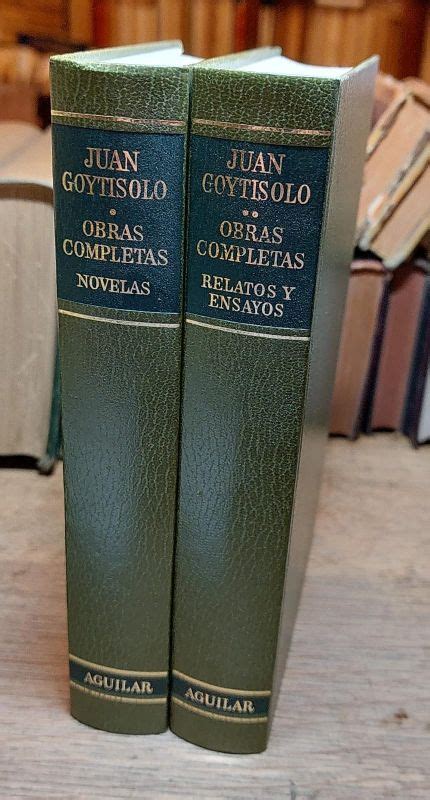 JUAN
GOYTISOLO
•
OBRAS
COMPLETAS
NOVELAS
AGUILAR
JUAN
GOYTISOLO
••
OBRAS
COMPLETAS
RELATOS Y
ENSAYOS
AGUILAR